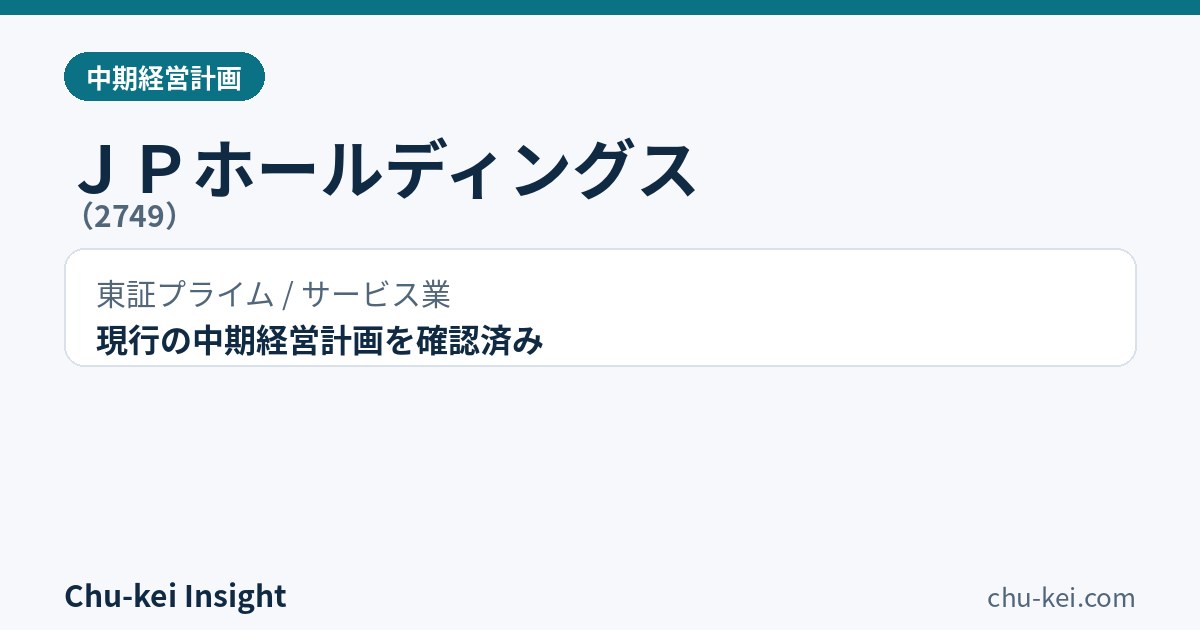 中期経営計画
ＪＰホールディングス
（2749）
東証プライム / サービス業
現行の中期経営計画を確認済み
Chu-kei Insight
chu-kei.com